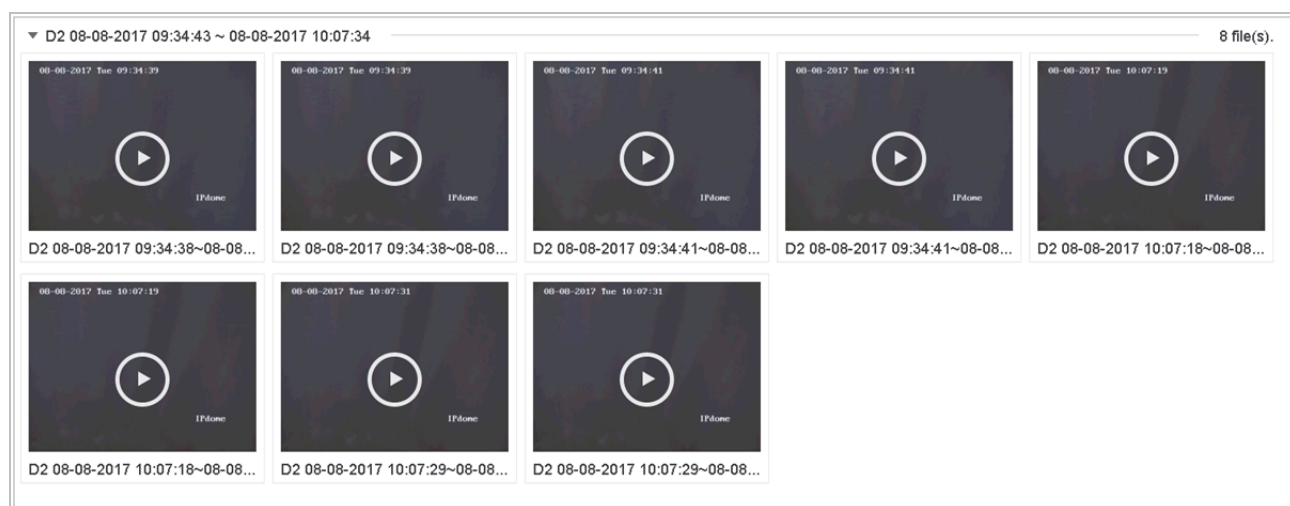 D2 08-08-2017 09:34:43 ~ 08-08-2017 10:07:34 8 file(s).
08-08-2017 Tue 09:34:39 08-08-2017 Tue 09:34:39 08-08-2017 Tue 09:34:41 08-08-2017 Tue 09:34:41 08-08-2017 Tue 10:07:19
IPdome IPdome IPdome IPdome IPdome
D2 08-08-2017 09:34:38~08-08... D2 08-08-2017 09:34:38~08-08... D2 08-08-2017 09:34:41~08-08... D2 08-08-2017 09:34:41~08-08... D2 08-08-2017 10:07:18~08-08...
08-08-2017 Tue 10:07:19 08-08-2017 Tue 10:07:31 08-08-2017 Tue 10:07:31
IPdome IPdome IPdome
D2 08-08-2017 10:07:18~08-08... D2 08-08-2017 10:07:29~08-08... D2 08-08-2017 10:07:29~08-08...